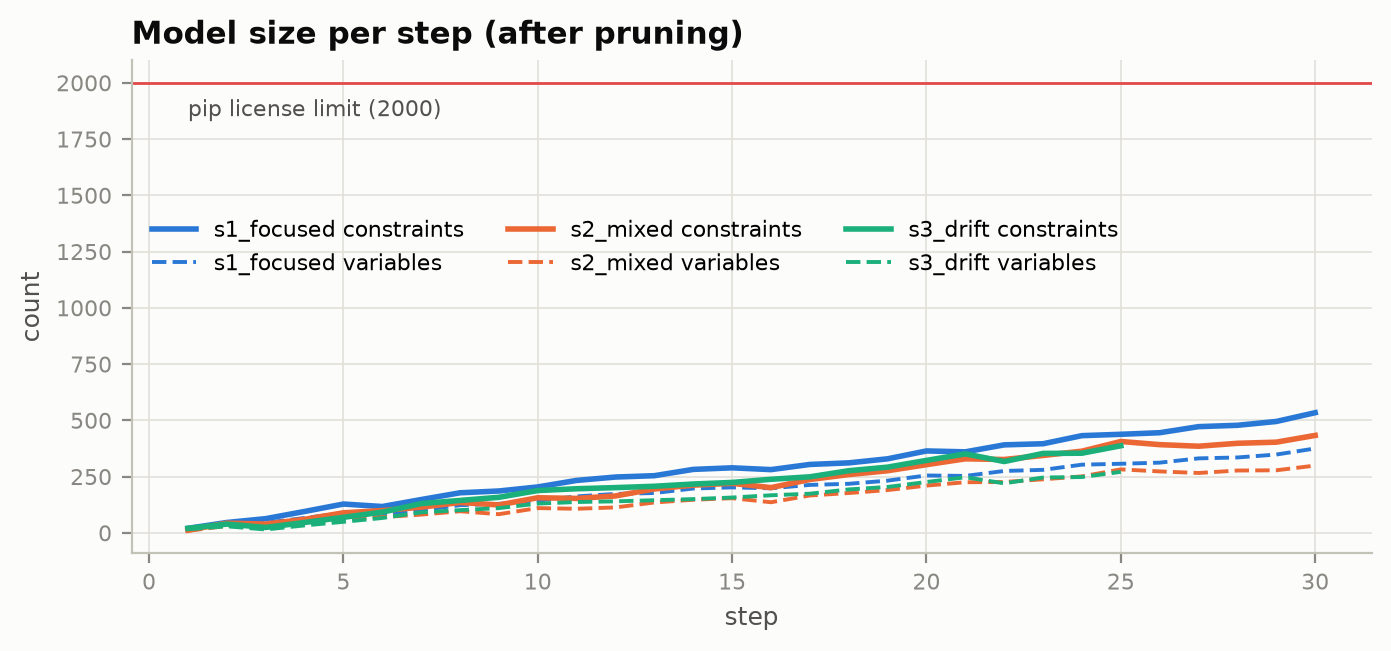 Model size per step (after pruning)
2000
pip license limit (2000)
1750
1500
s1_focused constraints s2_mixed constraints s3_drift constraints
1250
s1_focused variables s2_mixed variables s3_drift variables
count
1000
750
500
250
0
0 5 10 15 20 25 30
step